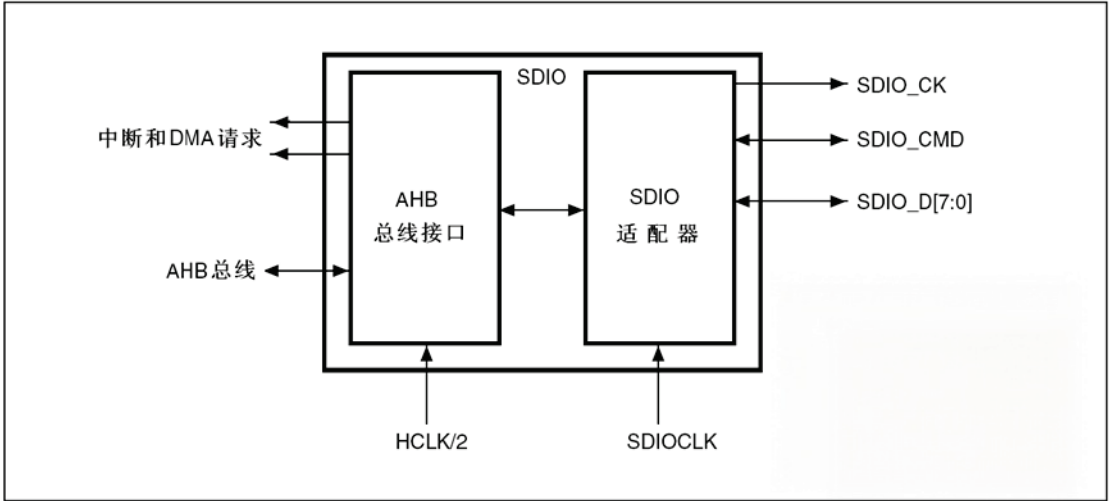 SDIO
SDIO_CK
中断和DMA请求
SDIO_CMD
AHB
总线接口
SDIO
适配器
SDIO_D[7:0]
AHB总线
HCLK/2
SDIOCLK